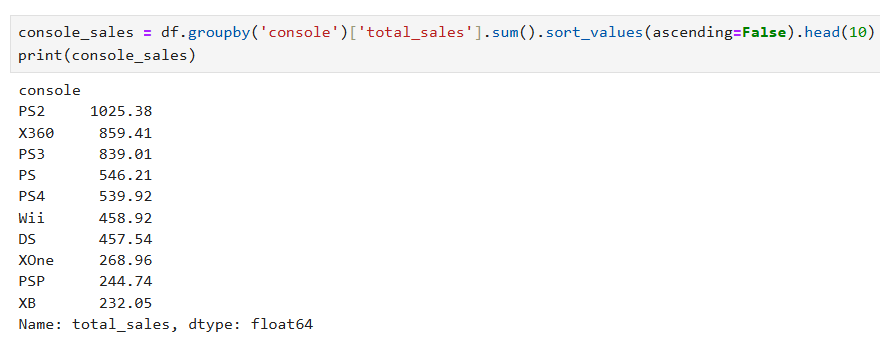 console_sales = df.groupby('console')['total_sales'].sum().sort_values(ascending=False).head(10)
print(console_sales)
console
PS2     1025.38
X360     859.41
PS3      839.01
PS       546.21
PS4      539.92
Wii      458.92
DS       457.54
XOne     268.96
PSP      244.74
XB       232.05
Name: total_sales, dtype: float64